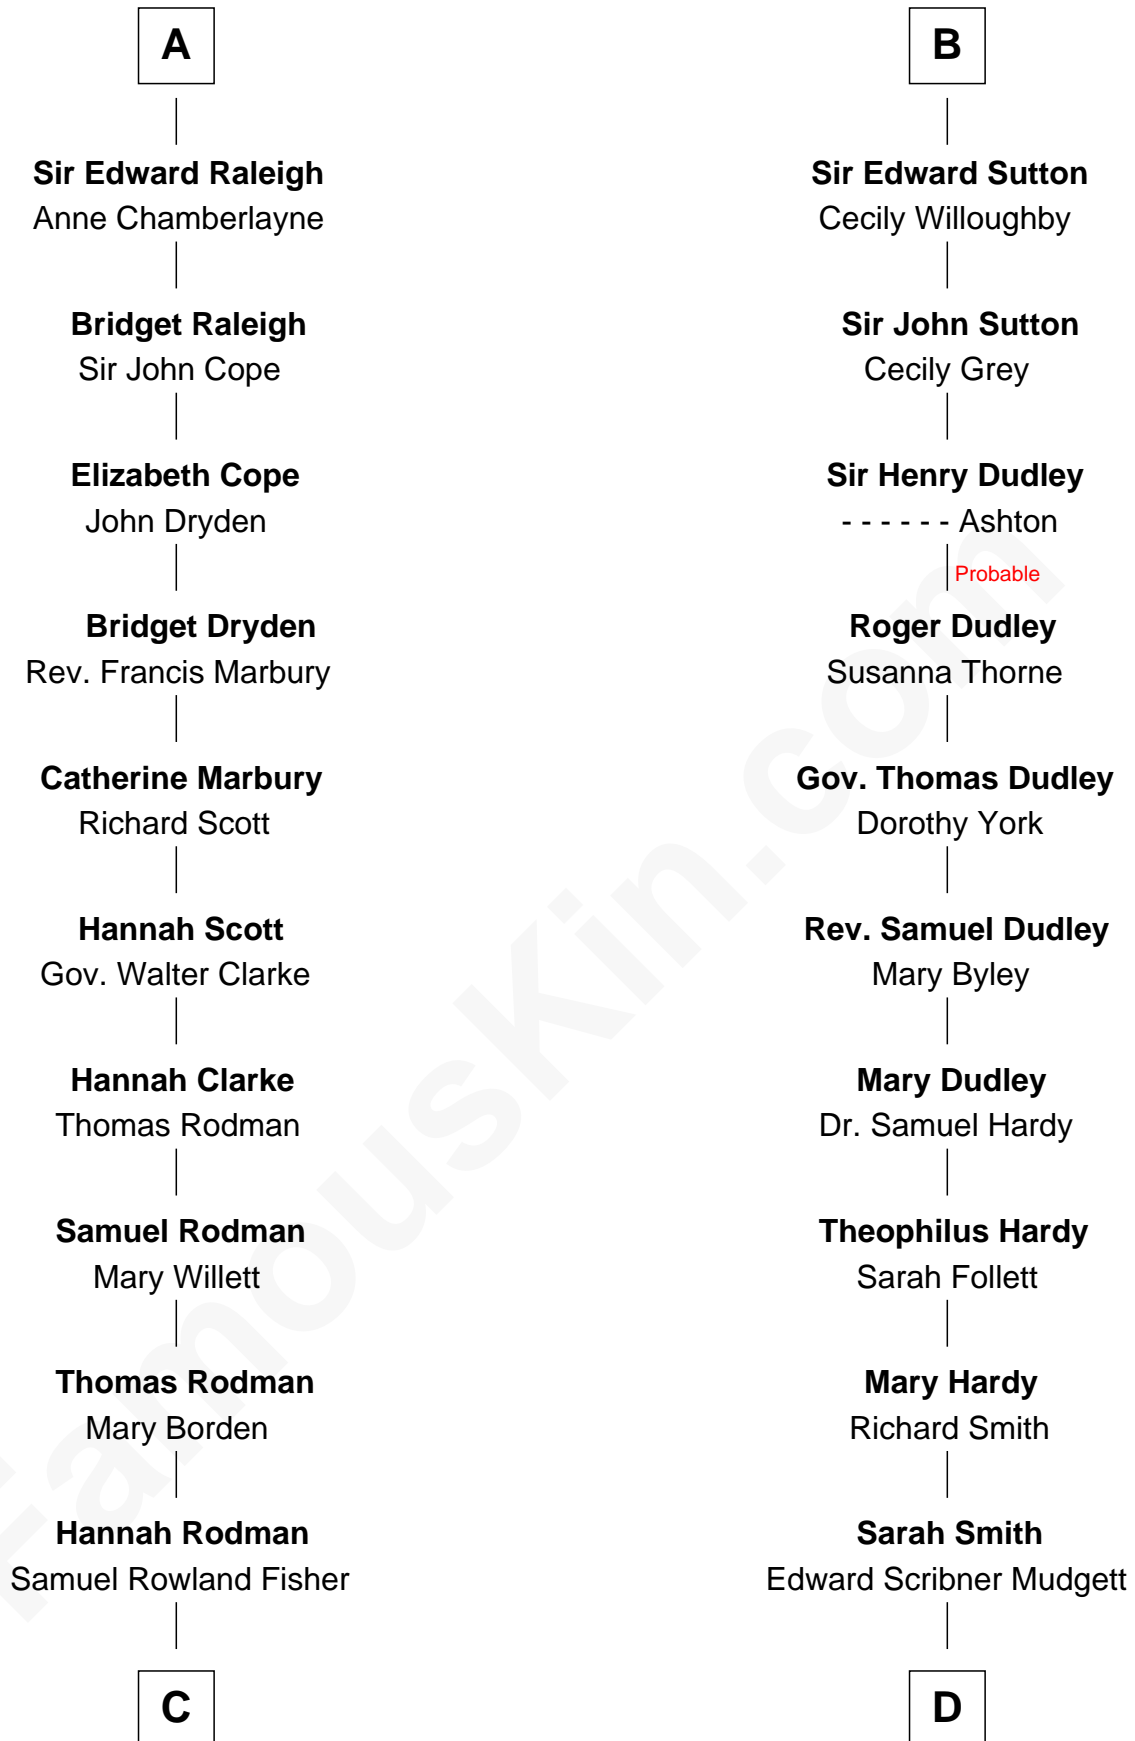 A
Sir Edward Raleigh
Anne Chamberlayne
Bridget Raleigh
Sir John Cope
Elizabeth Cope
John Dryden
Bridget Dryden
Rev. Francis Marbury
Catherine Marbury
Richard Scott
Hannah Scott
Gov. Walter Clarke
Hannah Clarke
Thomas Rodman
Samuel Rodman
Mary Willett
Thomas Rodman
Mary Borden
Hannah Rodman
Samuel Rowland Fisher
C
B
Sir Edward Sutton
Cecily Willoughby
Sir John Sutton
Cecily Grey
Sir Henry Dudley
- - - - - - Ashton
Probable
Roger Dudley
Susanna Thorne
Gov. Thomas Dudley
Dorothy York
Rev. Samuel Dudley
Mary Byley
Mary Dudley
Dr. Samuel Hardy
Theophilus Hardy
Sarah Follett
Mary Hardy
Richard Smith
Sarah Smith
Edward Scribner Mudgett
D
FamousKin.com